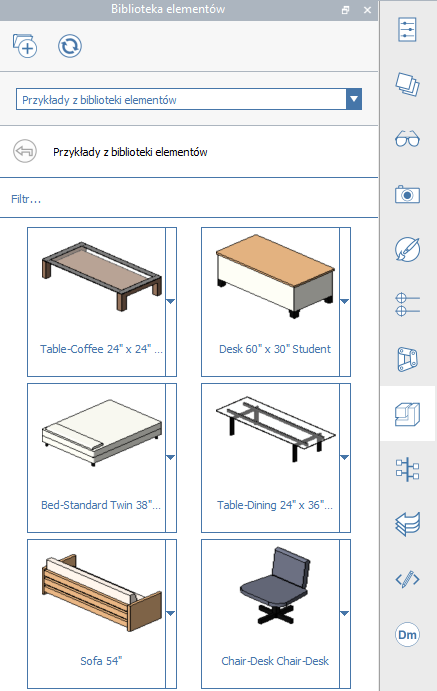 Biblioteka elementów
Przykłady z biblioteki elementów
Przykłady z biblioteki elementów
Filtr...
Table-Coffee 24" x 24" ...
Desk 60" x 30" Student
Bed-Standard Twin 38"...
Table-Dining 24" x 36"...
Sofa 54"
Chair-Desk Chair-Desk
Dm